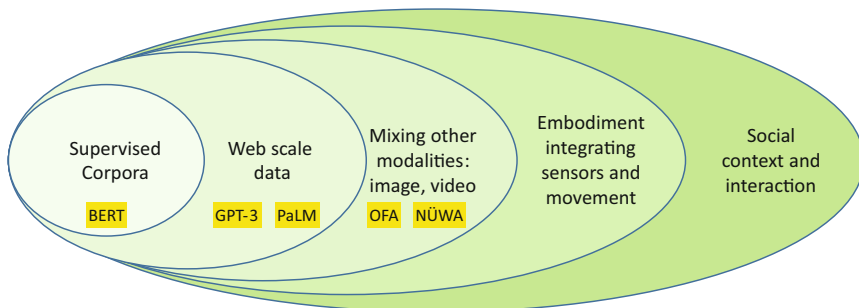 Supervised
Corpora
BERT
Web scale
data
GPT-3 PaLM
Mixing other
modalities:
image, video
OFA NÜWA
Embodiment
integrating
sensors and
movement
Social
context and
interaction